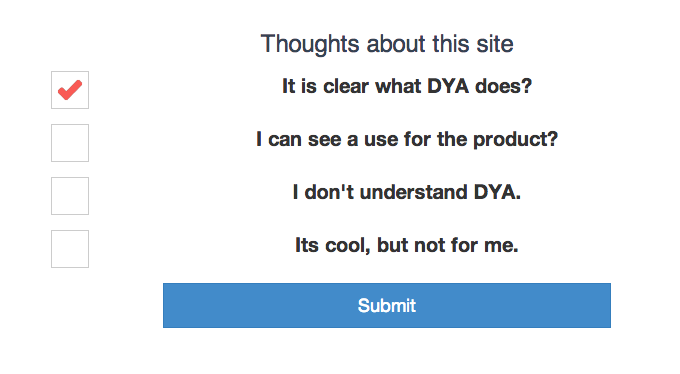 Thoughts about this site
It is clear what DYA does?
I can see a use for the product?
I don't understand DYA.
Its cool, but not for me.
Submit